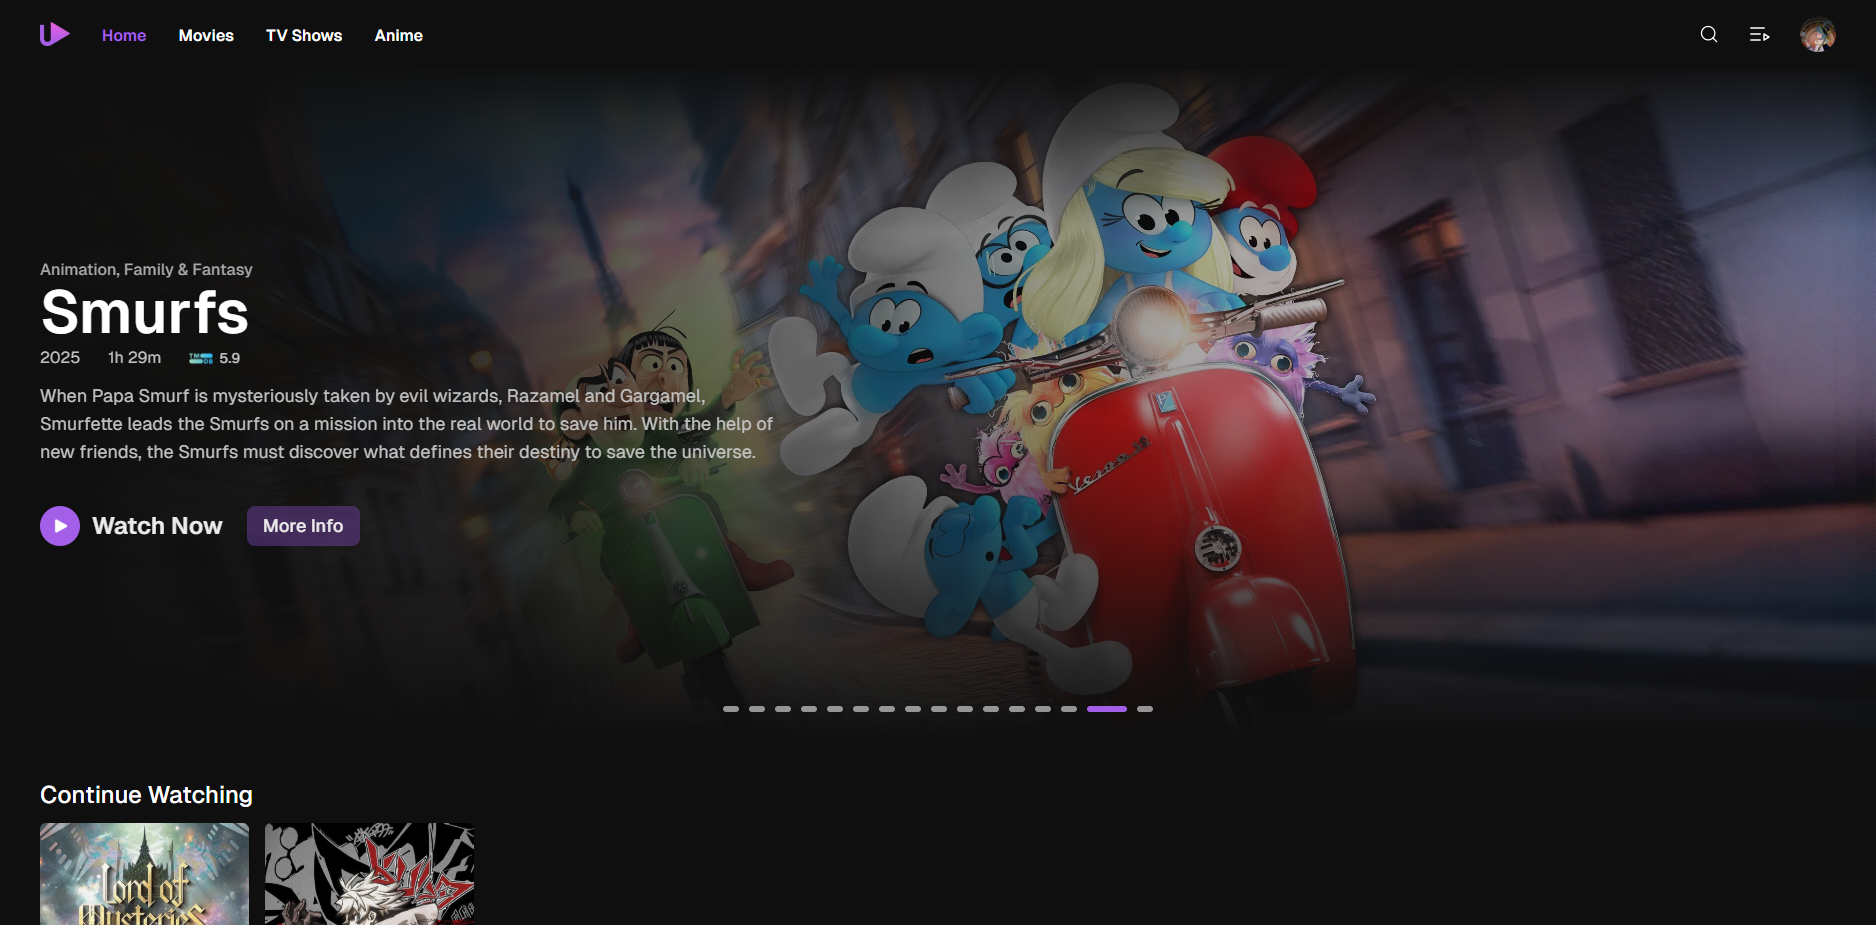 Home Movies TV Shows Anime
Animation, Family & Fantasy
Smurfs
2025 1h 29m TMDB 5.9
When Papa Smurf is mysteriously taken by evil wizards, Razamel and Gargamel,
Smurfette leads the Smurfs on a mission into the real world to save him. With the help of
new friends, the Smurfs must discover what defines their destiny to save the universe.
Watch Now More Info
Vespa
Continue Watching
Lord of
Mysteries